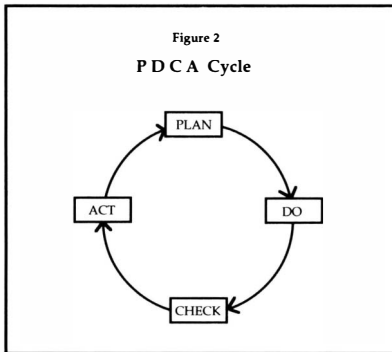 Figure 2
P D C A Cycle
PLAN
DO
CHECK
ACT